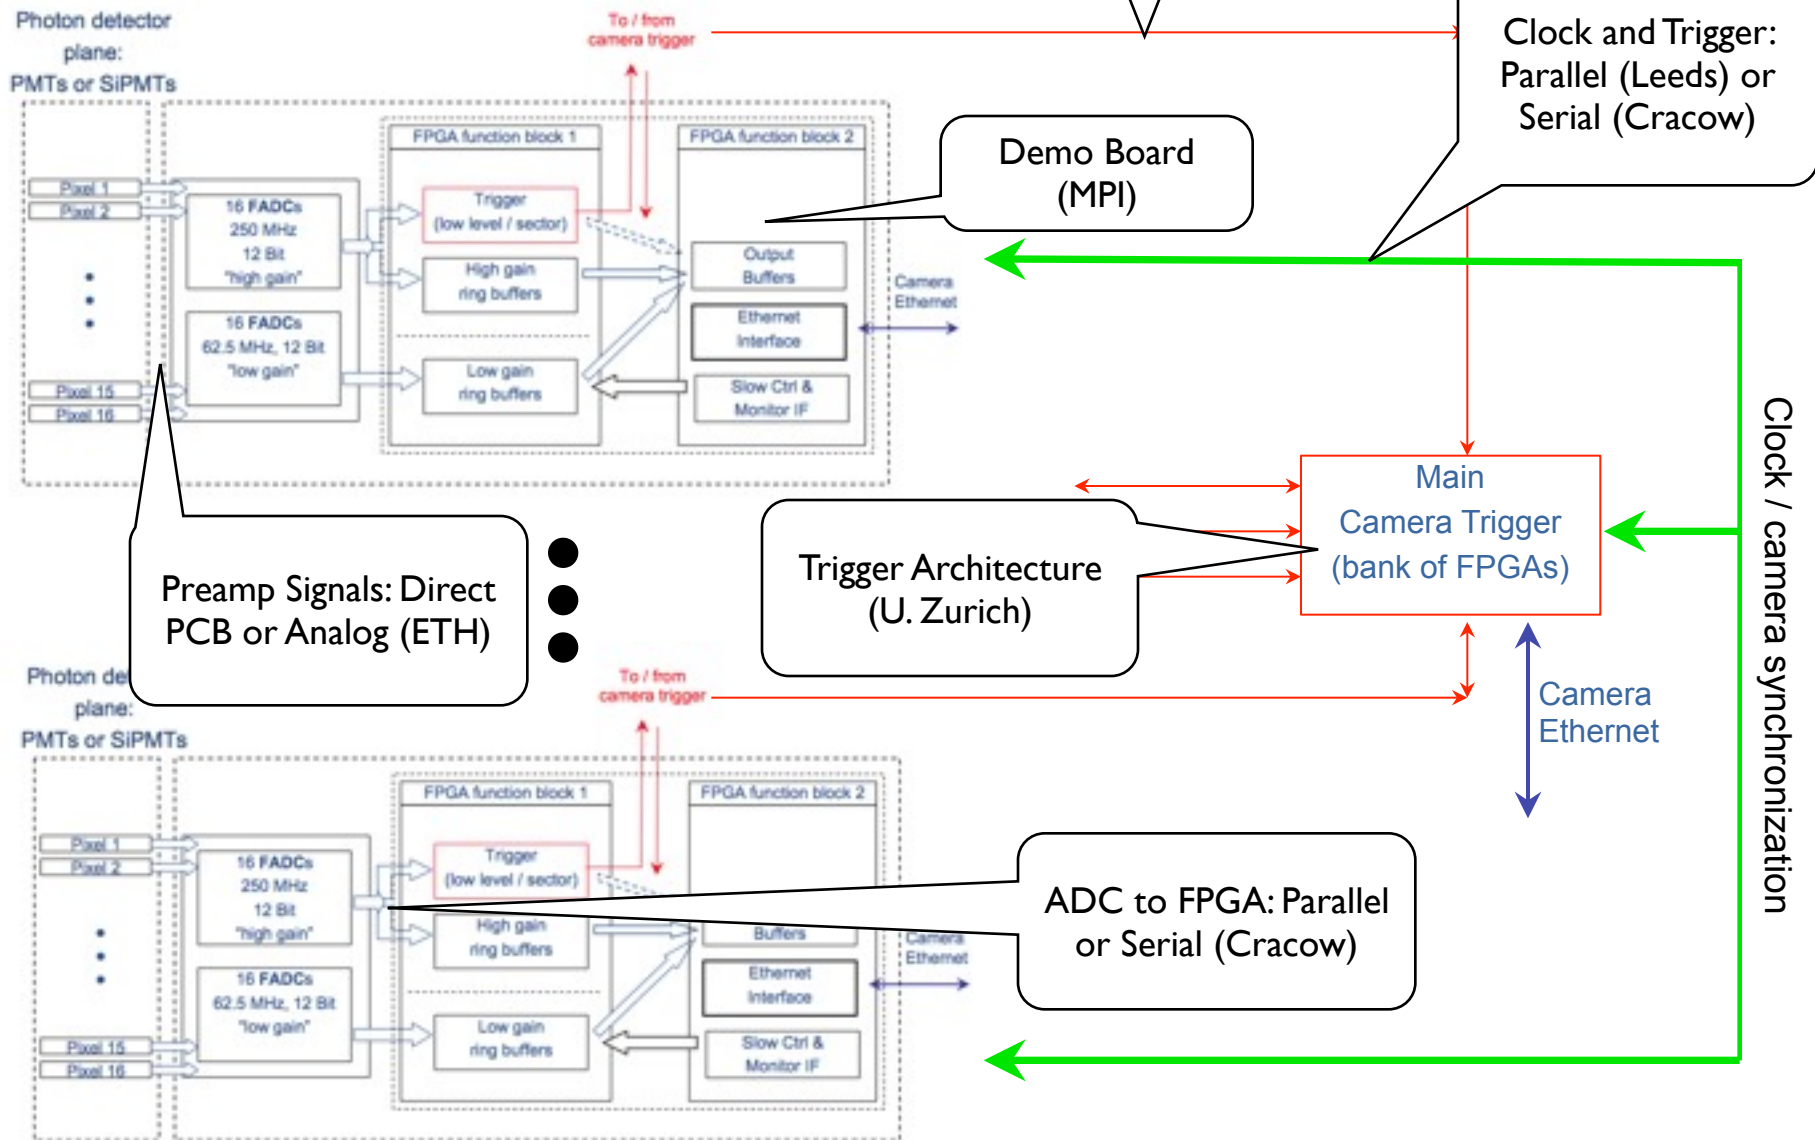 Photon detector
plane:
PMTs or SiPMTs
To / from
camera trigger
Clock and Trigger:
Parallel (Leeds) or
Serial (Cracow)
FPGA function block 1
FPGA function block 2
Demo Board
(MPI)
Pixel 1
Pixel 2
16 FADCs
250 MHz
12 Bit
"high gain"
Trigger
(low level / sector)
High gain
ring buffers
Output
Buffers
Camera
Ethernet
Ethernet
Interface
16 FADCs
62.5 MHz, 12 Bit
"low gain"
Low gain
ring buffers
Slow Ctrl &
Monitor IF
Pixel 15
Pixel 16
Clock / camera synchronization
Main
Camera Trigger
(bank of FPGAs)
Trigger Architecture
(U. Zurich)
Preamp Signals: Direct
PCB or Analog (ETH)
Camera
Ethernet
Photon de
plane:
PMTs or SiPMTs
To / from
camera trigger
FPGA function block 1
FPGA function block 2
Pixel 1
Pixel 2
16 FADCs
250 MHz
12 Bit
"high gain"
Trigger
(low level / sector)
High gain
ring buffers
Buffers
Camera
Ethernet
ADC to FPGA: Parallel
or Serial (Cracow)
Ethernet
Interface
16 FADCs
62.5 MHz, 12 Bit
"low gain"
Low gain
ring buffers
Slow Ctrl &
Monitor IF
Pixel 15
Pixel 16